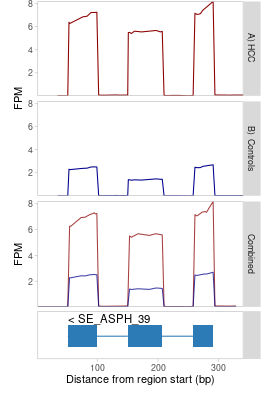 8
6
4
2
A) HCC
FPM
8
6
4
2
B) Controls
8
6
4
2
FPM
Combined
< SE_ASPH_39
100 200 300
Distance from region start (bp)